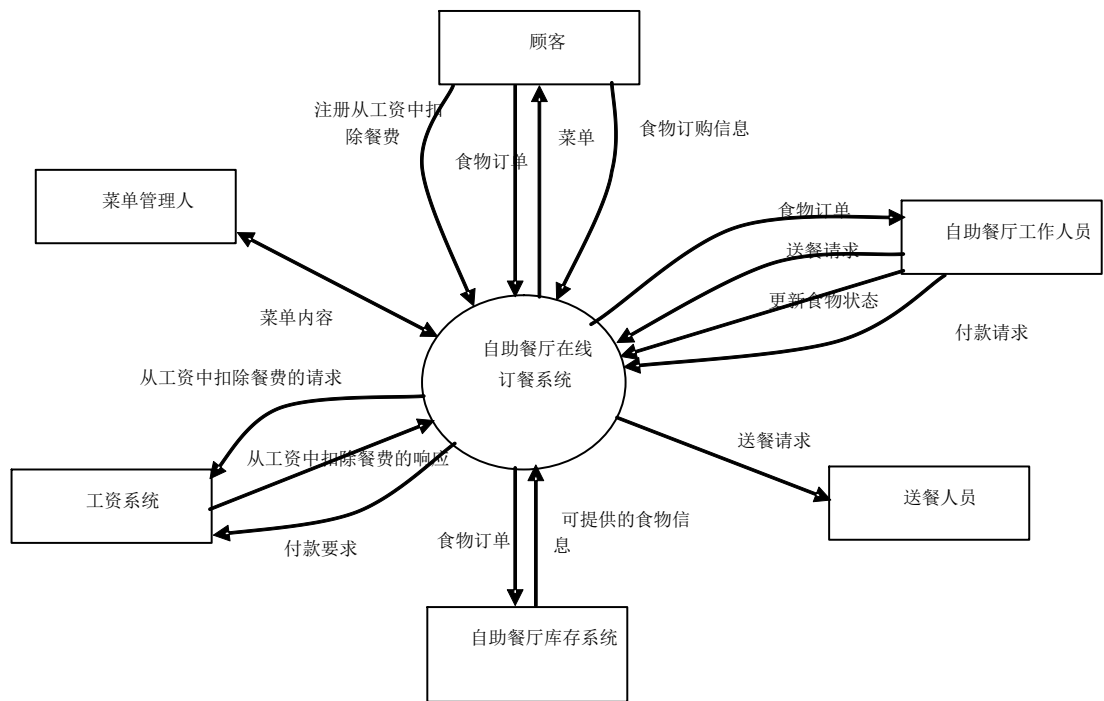 顾客
注册从工资中扣
除餐费
食物订单
菜单
食物订购信息
菜单管理人
食物订单
自助餐厅工作人员
送餐请求
更新食物状态
付款请求
菜单内容
自助餐厅在线
订餐系统
从工资中扣除餐费的请求
从工资中扣除餐费的响应
送餐请求
工资系统
送餐人员
付款要求
食物订单
可提供的食物信
息
自助餐厅库存系统